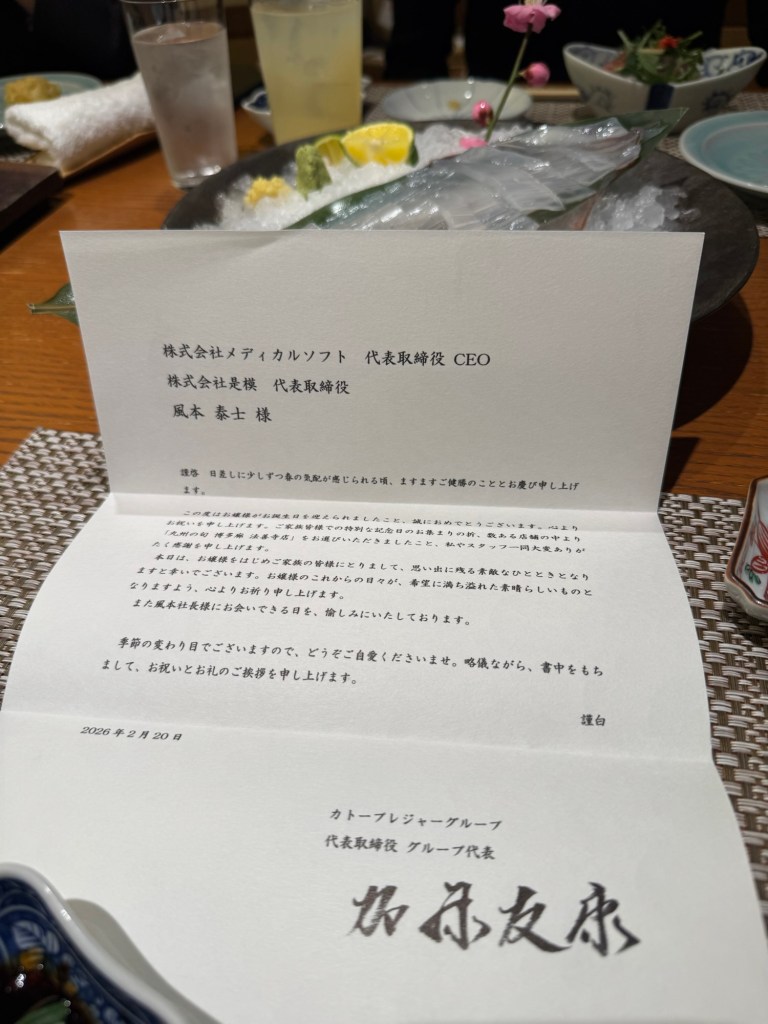 株式会社メディカルソフト 代表取締役 CEO
株式会社是模 代表取締役
風本 泰士 様
謹啓 日差しに少しずつ春の気配が感じられる頃、ますますご健勝のこととお慶び申し上げ
ます。
この度はお嬢様がお誕生日を迎えられましたこと、誠におめでとうございます。心より
お祝いを申し上げます。ご家族皆様での特別な記念日のお集まりの折、数ある店舗の中より
「九州の旬 博多廊 法善寺店」をお選びいただきましたこと、私やスタッフ一同大変ありが
たく感謝を申し上げます。
本日は、お嬢様をはじめご家族の皆様にとりまして、思い出に残る素敵なひとときとなり
ますと幸いでございます。お嬢様のこれからの日々が、希望に満ち溢れた素晴らしいものと
なりますよう、心よりお祈り申し上げます。
また風本社長様にお会いできる日を、愉しみにいたしております。
季節の変わり目でございますので、どうぞご自愛くださいませ。略儀ながら、書中をもち
まして、お祝いとお礼のご挨拶を申し上げます。
謹白
2026年2月20日
カトープレジャーグループ
代表取締役 グループ代表
加藤友康